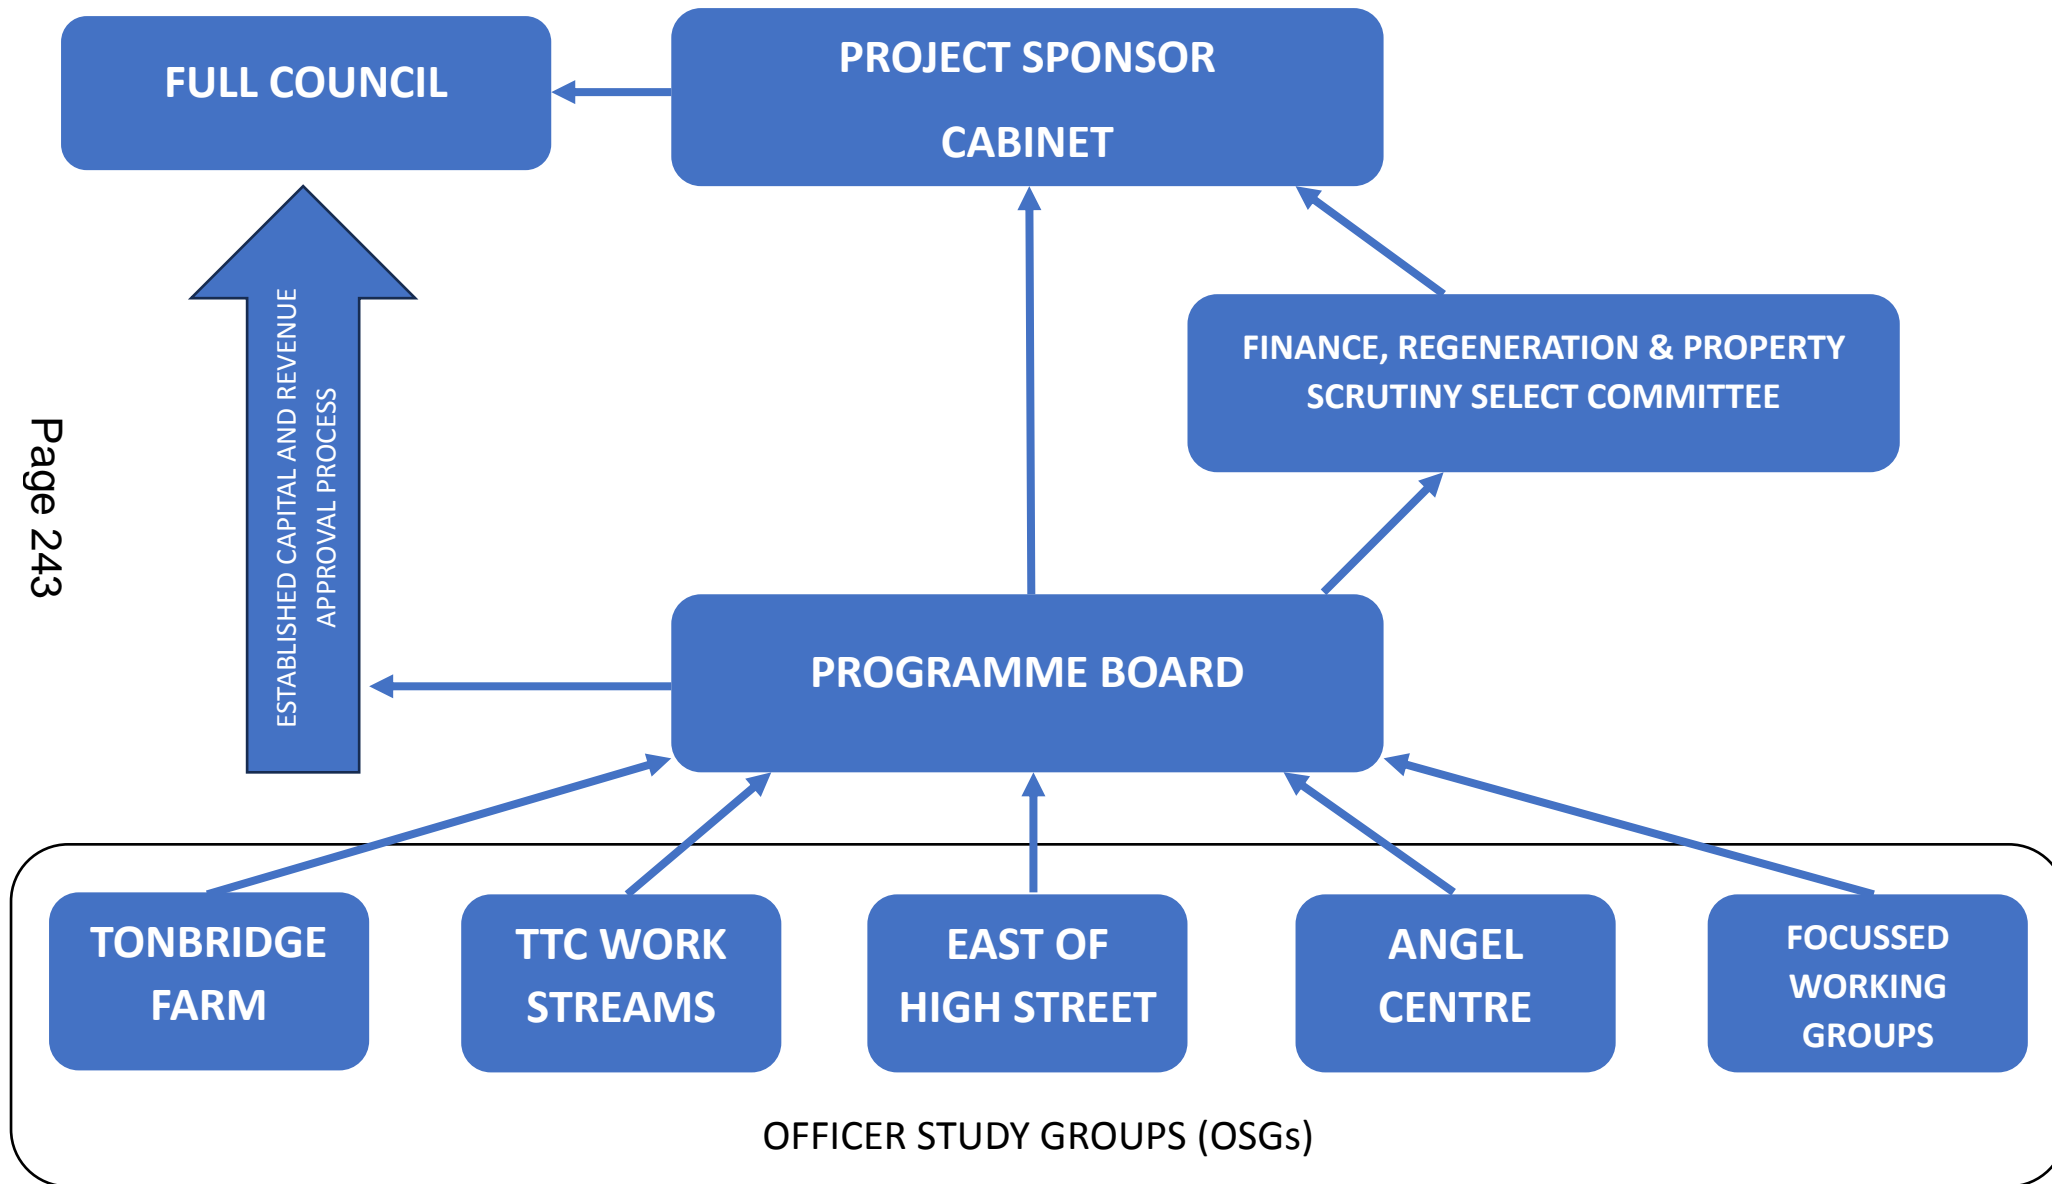 FULL COUNCIL
PROJECT SPONSOR
CABINET
ESTABLISHED CAPITAL AND REVENUE
APPROVAL PROCESS
FINANCE, REGENERATION & PROPERTY
SCRUTINY SELECT COMMITTEE
Page 243
PROGRAMME BOARD
TONBRIDGE
FARM
TTC WORK
STREAMS
EAST OF
HIGH STREET
ANGEL
CENTRE
FOCUSSED
WORKING
GROUPS
OFFICER STUDY GROUPS (OSGs)